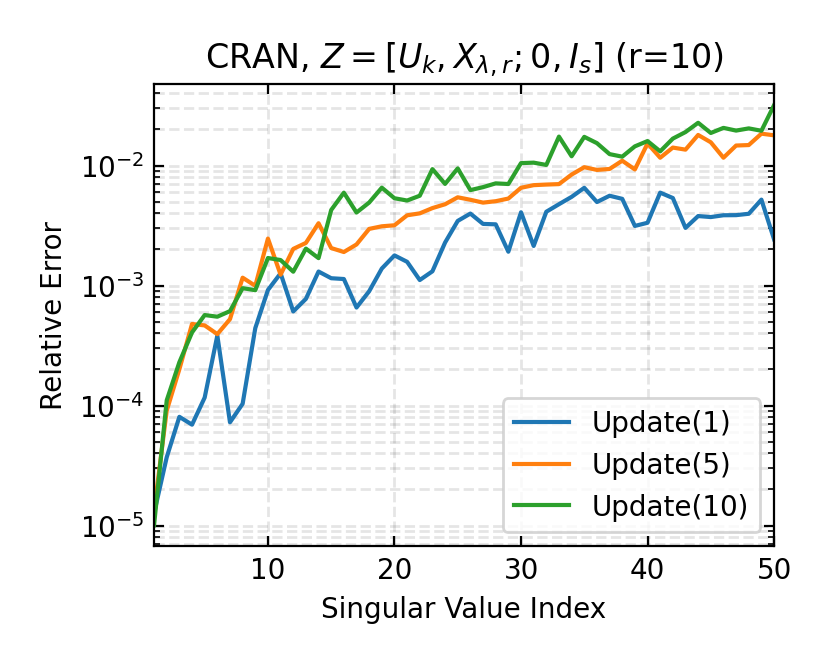 CRAN, $Z = [U_k, X_{\lambda,r}; 0, I_s]$ (r=10)
Relative Error
10⁻²
10⁻³
10⁻⁴
10⁻⁵
Update(1)
Update(5)
Update(10)
10 20 30 40 50
Singular Value Index